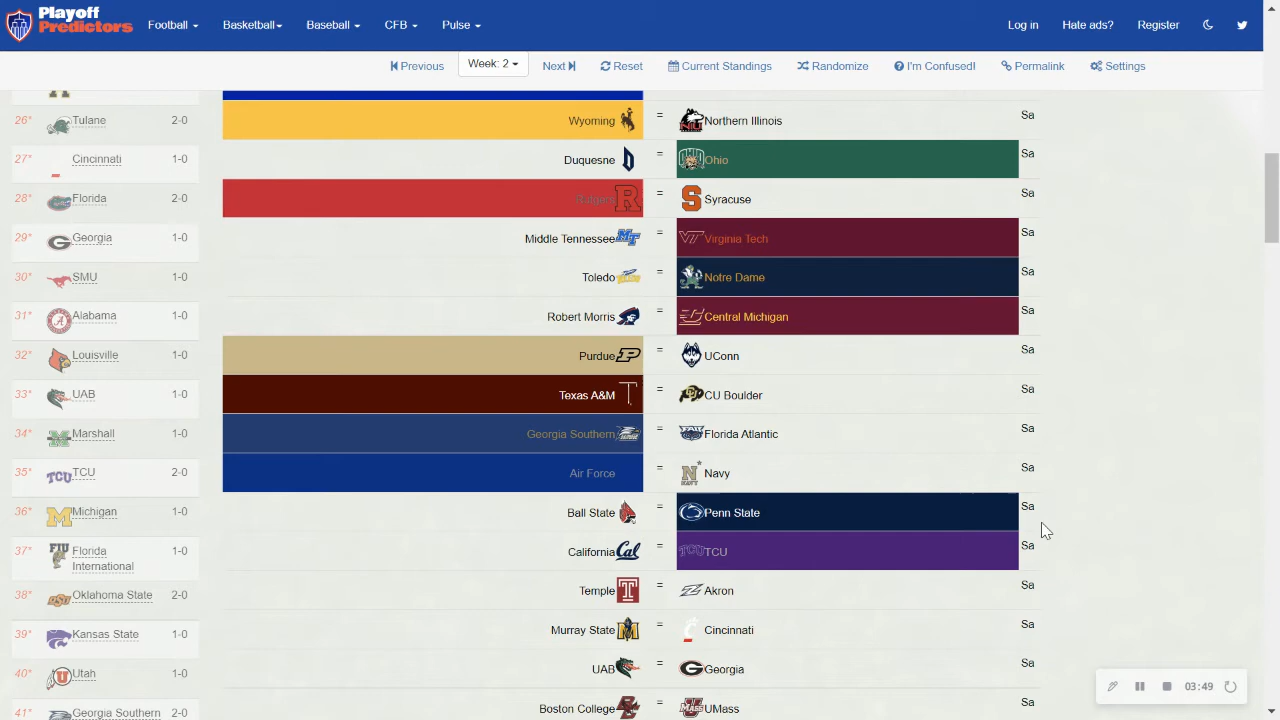 Playoff Predictors Football Basketball Baseball CFB Pulse Log in Hate ads? Register
Previous Week: 2 Next Reset Current Standings Randomize I'm Confused! Permalink Settings
26* Tulane 2-0
27* Cincinnati 1-0
28* Florida 2-0
29* Georgia 1-0
30* SMU 1-0
31* Alabama 1-0
32* Louisville 1-0
33* UAB 1-0
34* Marshall 1-0
35* TCU 2-0
36* Michigan 1-0
37* Florida International 1-0
38* Oklahoma State 2-0
39* Kansas State 1-0
40* Utah 1-0
41* Georgia Southern 2-0
Wyoming = Northern Illinois Sa
Duquesne = Ohio Sa
Rutgers = Syracuse Sa
Middle Tennessee = Virginia Tech Sa
Toledo = Notre Dame Sa
Robert Morris = Central Michigan Sa
Purdue = UConn Sa
Texas A&M = CU Boulder Sa
Georgia Southern = Florida Atlantic Sa
Air Force = Navy Sa
Ball State = Penn State Sa
California = TCU Sa
Temple = Akron Sa
Murray State = Cincinnati Sa
UAB = Georgia Sa
Boston College = UMass Sa
03:49